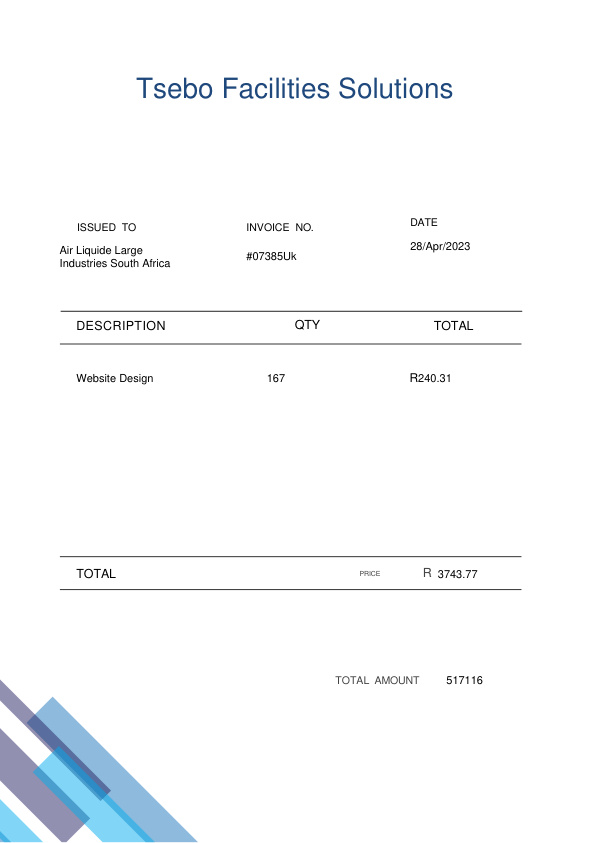 Tsebo Facilities Solutions
ISSUED TO
INVOICE NO.
DATE
Air Liquide Large
Industries South Africa
#07385Uk
28/Apr/2023
DESCRIPTION
QTY
TOTAL
Website Design
167
R240.31
TOTAL
PRICE
R 3743.77
TOTAL AMOUNT
517116